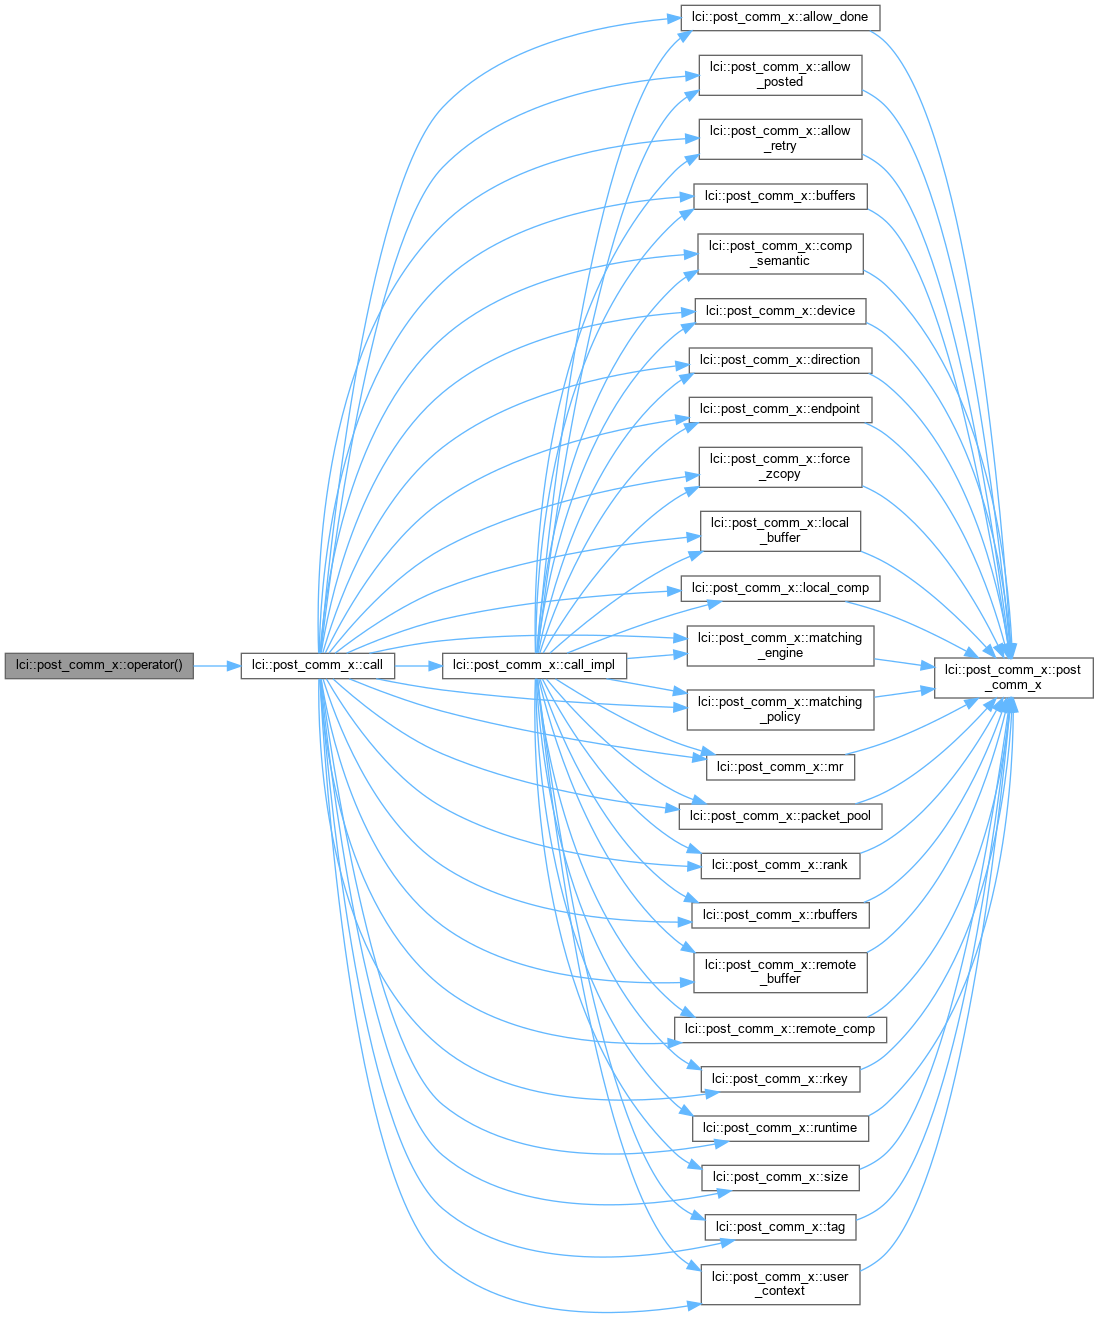 lci::post_comm_x::operator()
lci::post_comm_x::call
lci::post_comm_x::call_impl
lci::post_comm_x::allow_done
lci::post_comm_x::allow
_posted
lci::post_comm_x::allow
_retry
lci::post_comm_x::buffers
lci::post_comm_x::comp
_semantic
lci::post_comm_x::device
lci::post_comm_x::direction
lci::post_comm_x::endpoint
lci::post_comm_x::force
_zcopy
lci::post_comm_x::local
_buffer
lci::post_comm_x::local_comp
lci::post_comm_x::matching
_engine
lci::post_comm_x::matching
_policy
lci::post_comm_x::mr
lci::post_comm_x::packet_pool
lci::post_comm_x::rank
lci::post_comm_x::rbuffers
lci::post_comm_x::remote
_buffer
lci::post_comm_x::remote_comp
lci::post_comm_x::rkey
lci::post_comm_x::runtime
lci::post_comm_x::size
lci::post_comm_x::tag
lci::post_comm_x::user
_context
lci::post_comm_x::post
_comm_x